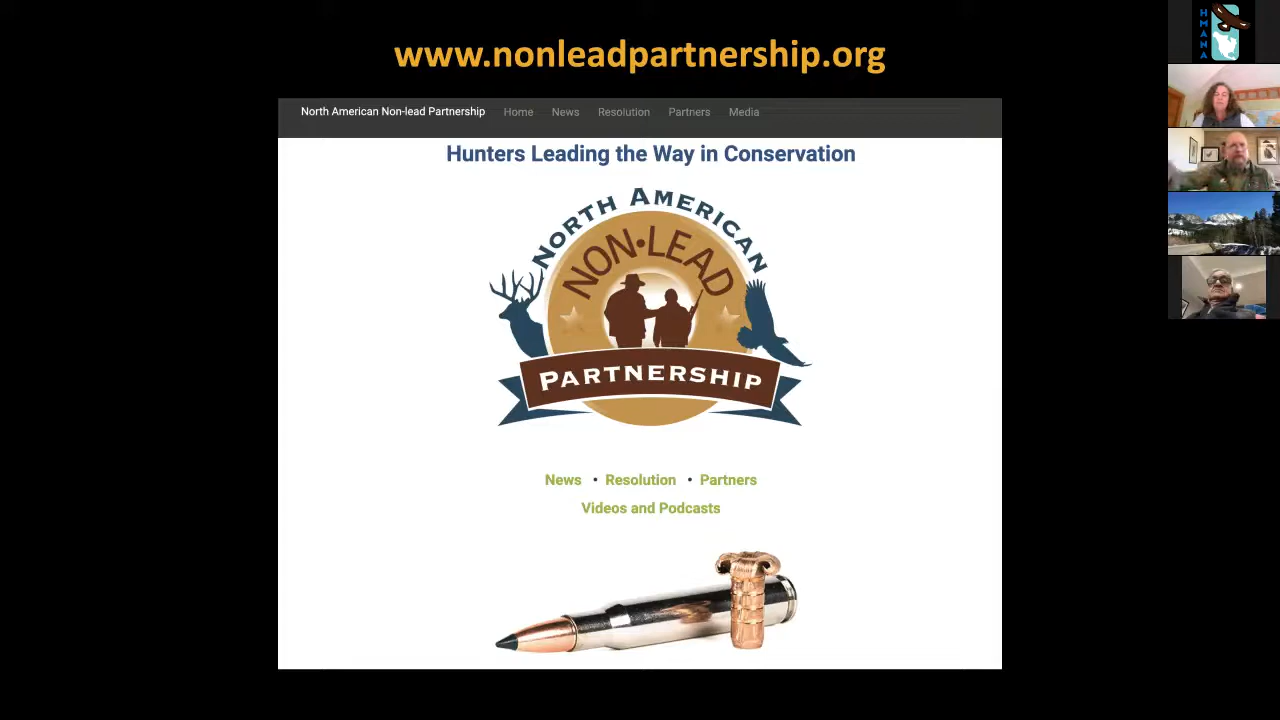 www.nonleadpartnership.org
North American Non-lead Partnership Home News Resolution Partners Media
Hunters Leading the Way in Conservation
NORTH AMERICAN
NON·LEAD
PARTNERSHIP
News • Resolution • Partners
Videos and Podcasts
HMANA